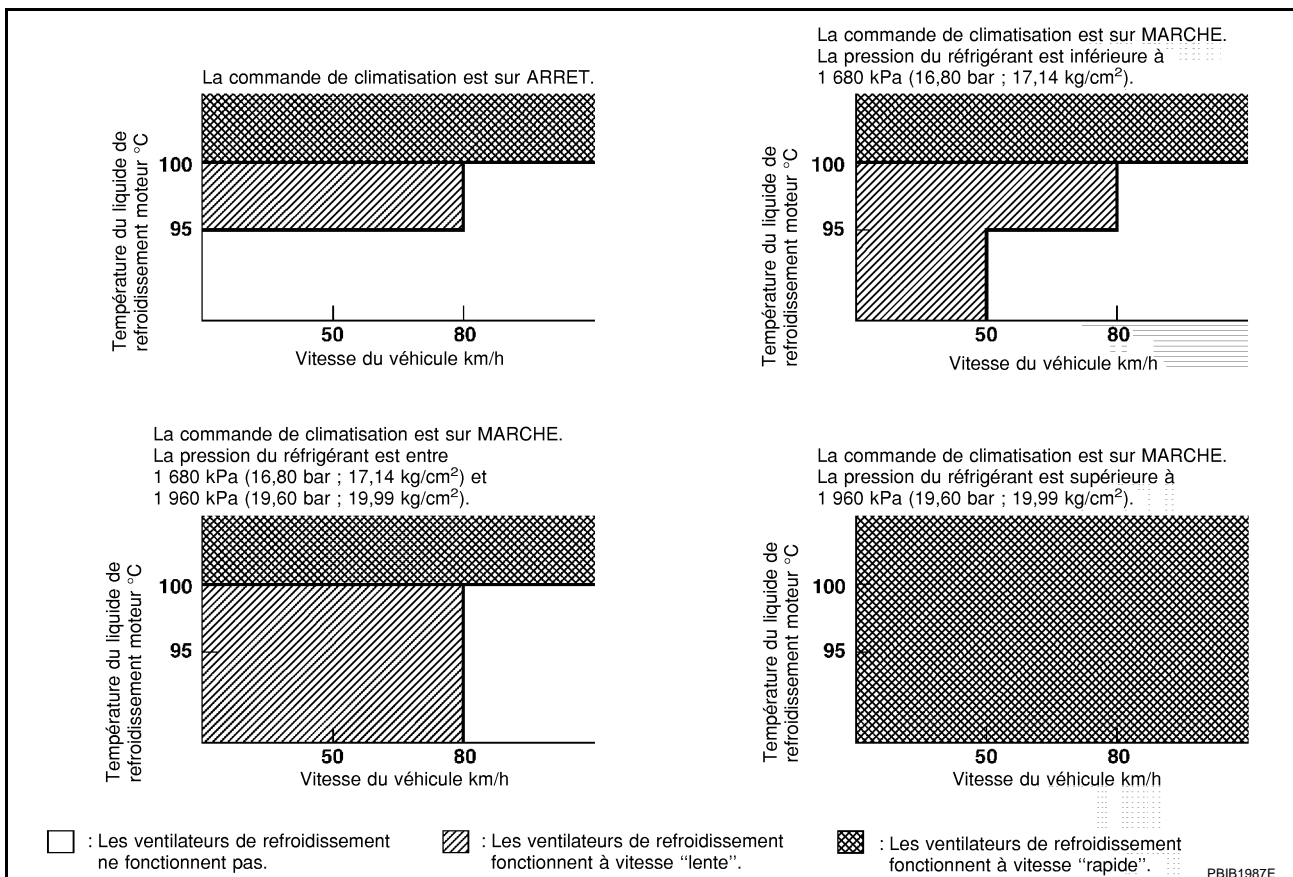 La commande de climatisation est sur ARRET.
Température du liquide de
refroidissement moteur °C
100
95
50
80
Vitesse du véhicule km/h
La commande de climatisation est sur MARCHE.
La pression du réfrigérant est inférieure à
1 680 kPa (16,80 bar ; 17,14 kg/cm²).
Température du liquide de
refroidissement moteur °C
100
95
50
80
Vitesse du véhicule km/h
La commande de climatisation est sur MARCHE.
La pression du réfrigérant est entre
1 680 kPa (16,80 bar ; 17,14 kg/cm²) et
1 960 kPa (19,60 bar ; 19,99 kg/cm²).
Température du liquide de
refroidissement moteur °C
100
95
50
80
Vitesse du véhicule km/h
La commande de climatisation est sur MARCHE.
La pression du réfrigérant est supérieure à
1 960 kPa (19,60 bar ; 19,99 kg/cm²).
Température du liquide de
refroidissement moteur °C
100
95
50
80
Vitesse du véhicule km/h
: Les ventilateurs de refroidissement
ne fonctionnent pas.
: Les ventilateurs de refroidissement
fonctionnent à vitesse “lente”.
: Les ventilateurs de refroidissement
fonctionnent à vitesse “rapide”.
PBIB1987E